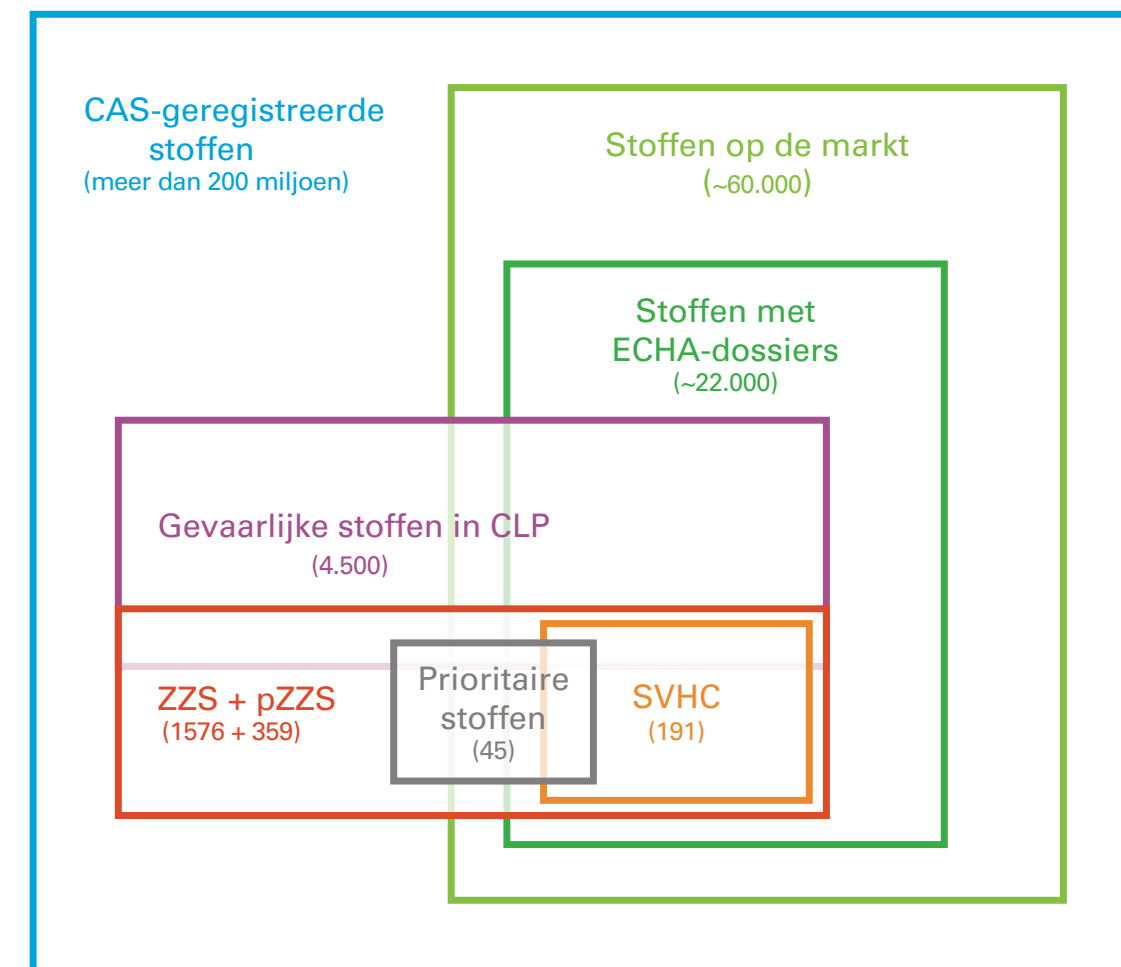 CAS-geregistreerde
stoffen
(meer dan 200 miljoen)
Stoffen op de markt
(~60.000)
Stoffen met
ECHA-dossiers
(~22.000)
Gevaarlijke stoffen in CLP
(4.500)
ZZS + pZZS
(1576 + 359)
Prioritaire
stoffen
(45)
SVHC
(191)